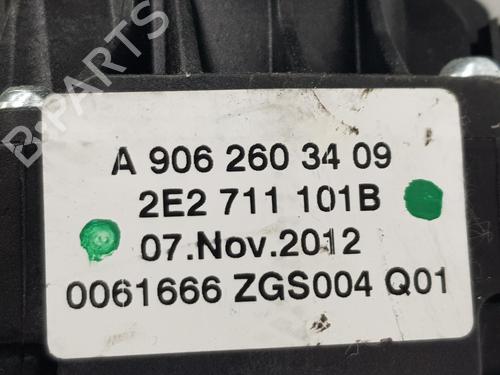 B-PARTS
A 906 260 34 09
2E2 711 101B
07.Nov.2012
0061666 ZGS004 Q01